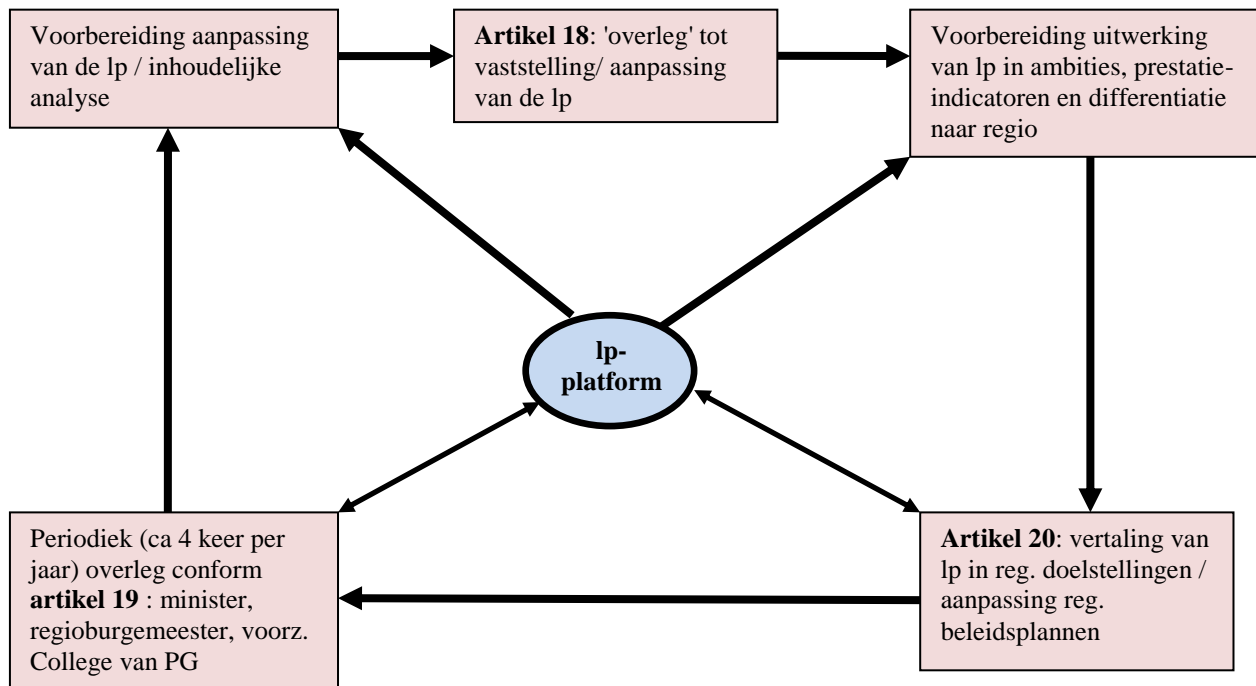 Voorbereiding aanpassing
van de lp / inhoudelijke
analyse
Artikel 18: 'overleg' tot
vaststelling/ aanpassing
van de lp
Voorbereiding uitwerking
van lp in ambities, prestatie-
indicatoren en differentiatie
naar regio
lp-
platform
Periodiek (ca 4 keer per
jaar) overleg conform
artikel 19 : minister,
regioburgemeester, voorz.
College van PG
Artikel 20: vertaling van
lp in reg. doelstellingen /
aanpassing reg.
beleidsplannen